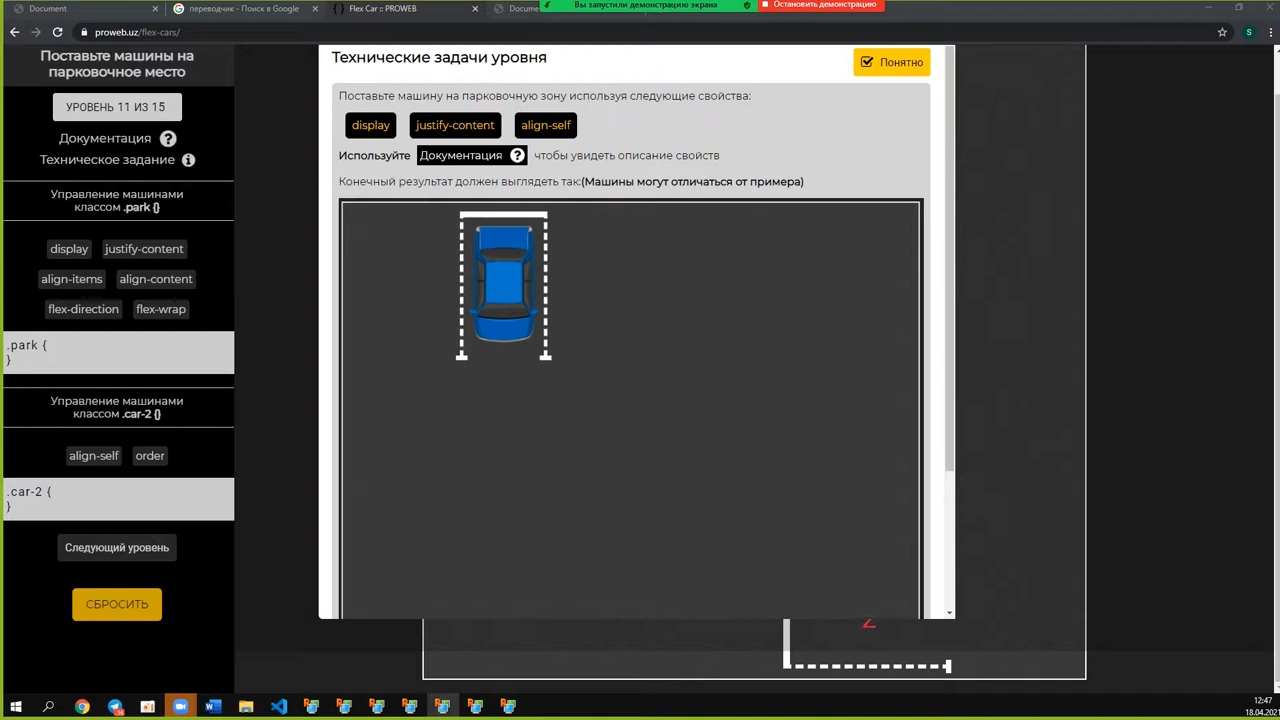 Document
переводчик - Поиск в Google
Flex Car :: PROWEB
Docume
Вы запустили демонстрацию экрана
Остановить демонстрацию
proweb.uz/flex-cars/
S
Поставьте машины на
парковочное место
УРОВЕНЬ 11 ИЗ 15
Документация ?
Техническое задание i
Управление машинами
классом .park {}
display justify-content
align-items align-content
flex-direction flex-wrap
.park {
}
Управление машинами
классом .car-2 {}
align-self order
.car-2 {
}
Следующий уровень
СБРОСИТЬ
Технические задачи уровня
Понятно
Поставьте машину на парковочную зону используя следующие свойства:
display justify-content align-self
Используйте Документация ? чтобы увидеть описание свойств
Конечный результат должен выглядеть так:(Машины могут отличаться от примера)
12:47
18.04.2021